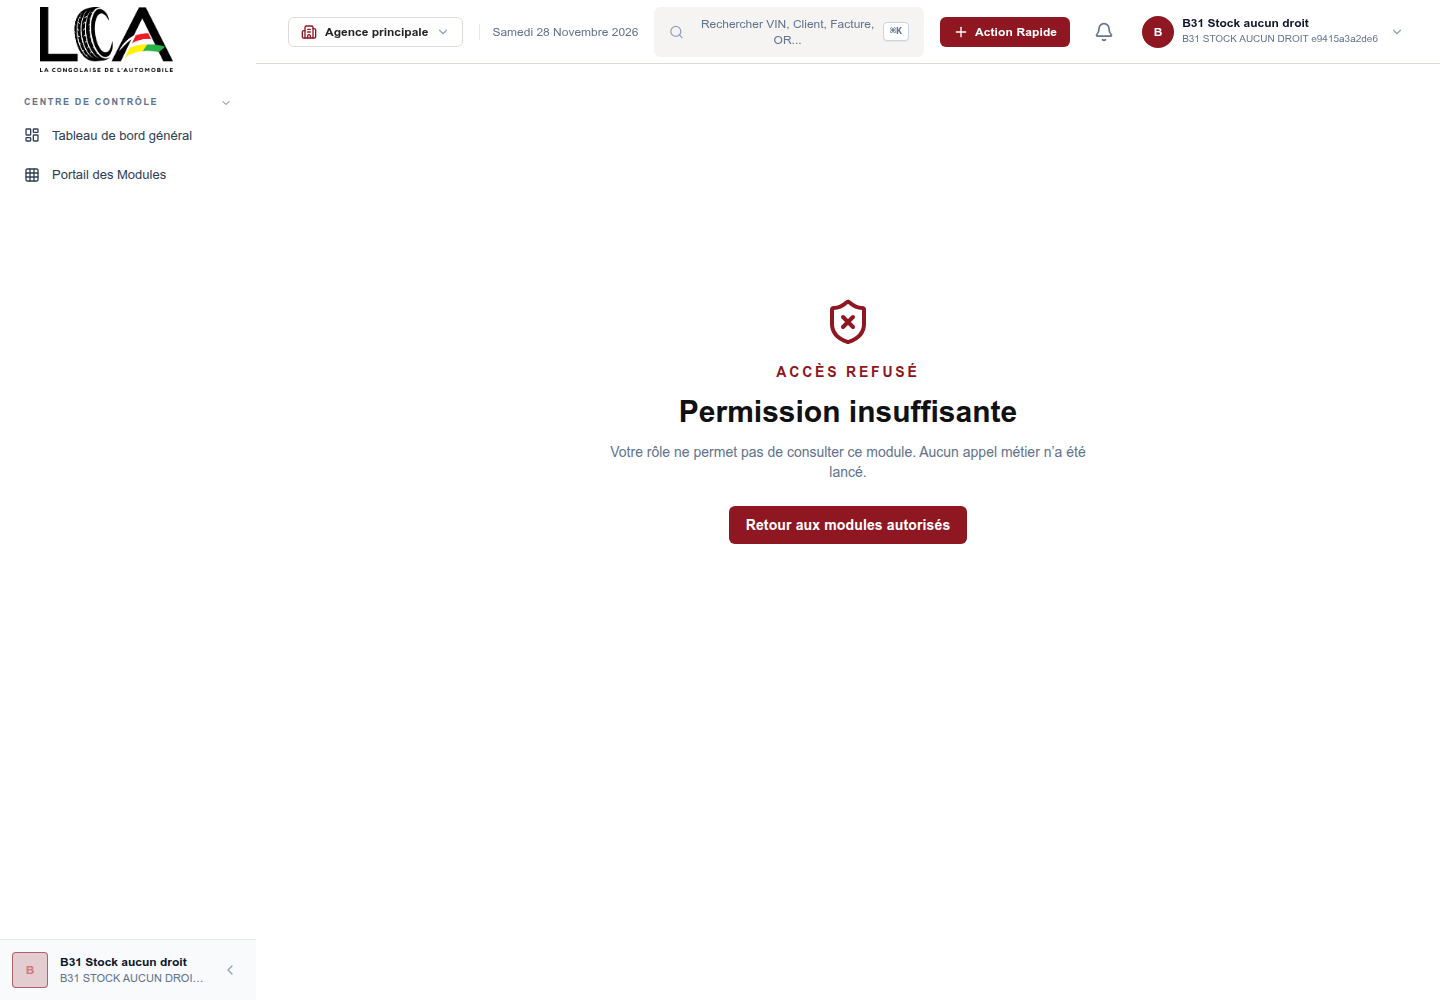 LCA
LA CONGOLAISE DE L'AUTOMOBILE
CENTRE DE CONTRÔLE
Tableau de bord général
Portail des Modules
Agence principale
Samedi 28 Novembre 2026
Rechercher VIN, Client, Facture,
OR...
⌘K
Action Rapide
B
B31 Stock aucun droit
B31 STOCK AUCUN DROIT e9415a3a2de6
ACCÈS REFUSÉ
Permission insuffisante
Votre rôle ne permet pas de consulter ce module. Aucun appel métier n’a été
lancé.
Retour aux modules autorisés
B
B31 Stock aucun droit
B31 STOCK AUCUN DROI…